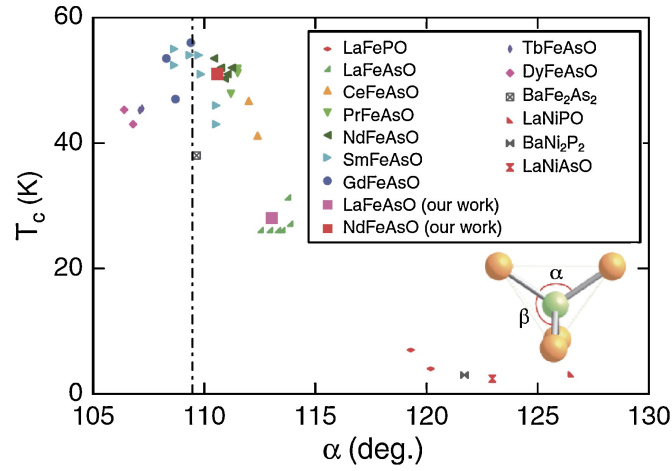 60
40
20
0
T_c (K)
105
110
115
120
125
130
α (deg.)
LaFePO
LaFeAsO
CeFeAsO
PrFeAsO
NdFeAsO
SmFeAsO
GdFeAsO
LaFeAsO (our work)
NdFeAsO (our work)
TbFeAsO
DyFeAsO
BaFe₂As₂
LaNiPO
BaNi₂P₂
LaNiAsO
α
β